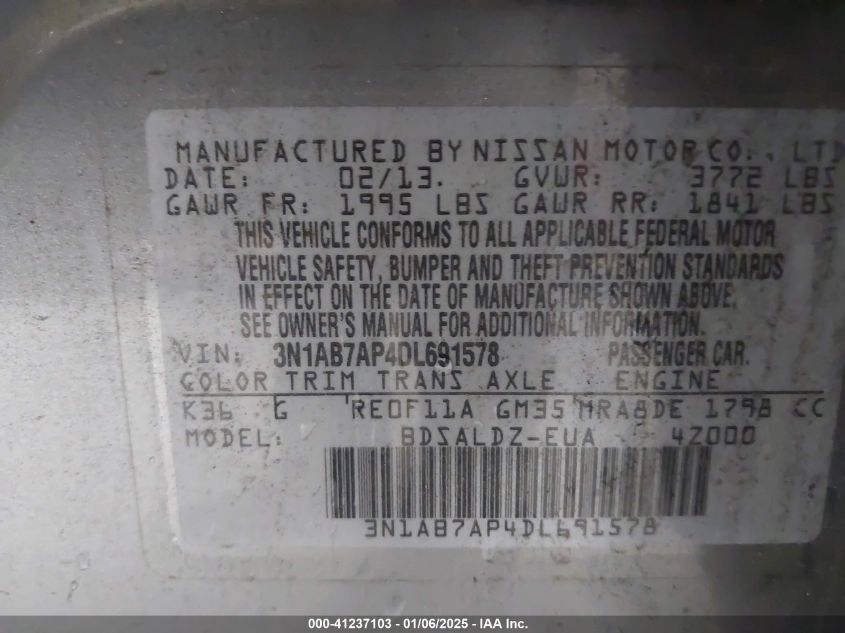 MANUFACTURED BY NISSAN MOTOR CO., LTD
DATE: 02/13. GVWR: 3772 LBS
GAWR FR: 1995 LBS GAWR RR: 1841 LBS
THIS VEHICLE CONFORMS TO ALL APPLICABLE FEDERAL MOTOR
VEHICLE SAFETY, BUMPER AND THEFT PREVENTION STANDARDS
IN EFFECT ON THE DATE OF MANUFACTURE SHOWN ABOVE.
SEE OWNER'S MANUAL FOR ADDITIONAL INFORMATION.
VIN: 3N1AB7AP4DL691578 PASSENGER CAR.
COLOR TRIM TRANS AXLE ENGINE
K36 G RE0F11A GM35 MRA8DE 1798 CC
MODEL: BDSALDZ-EUA 4Z000
3N1AB7AP4DL691578
000-41237103 — 01/06/2025 - IAA Inc.